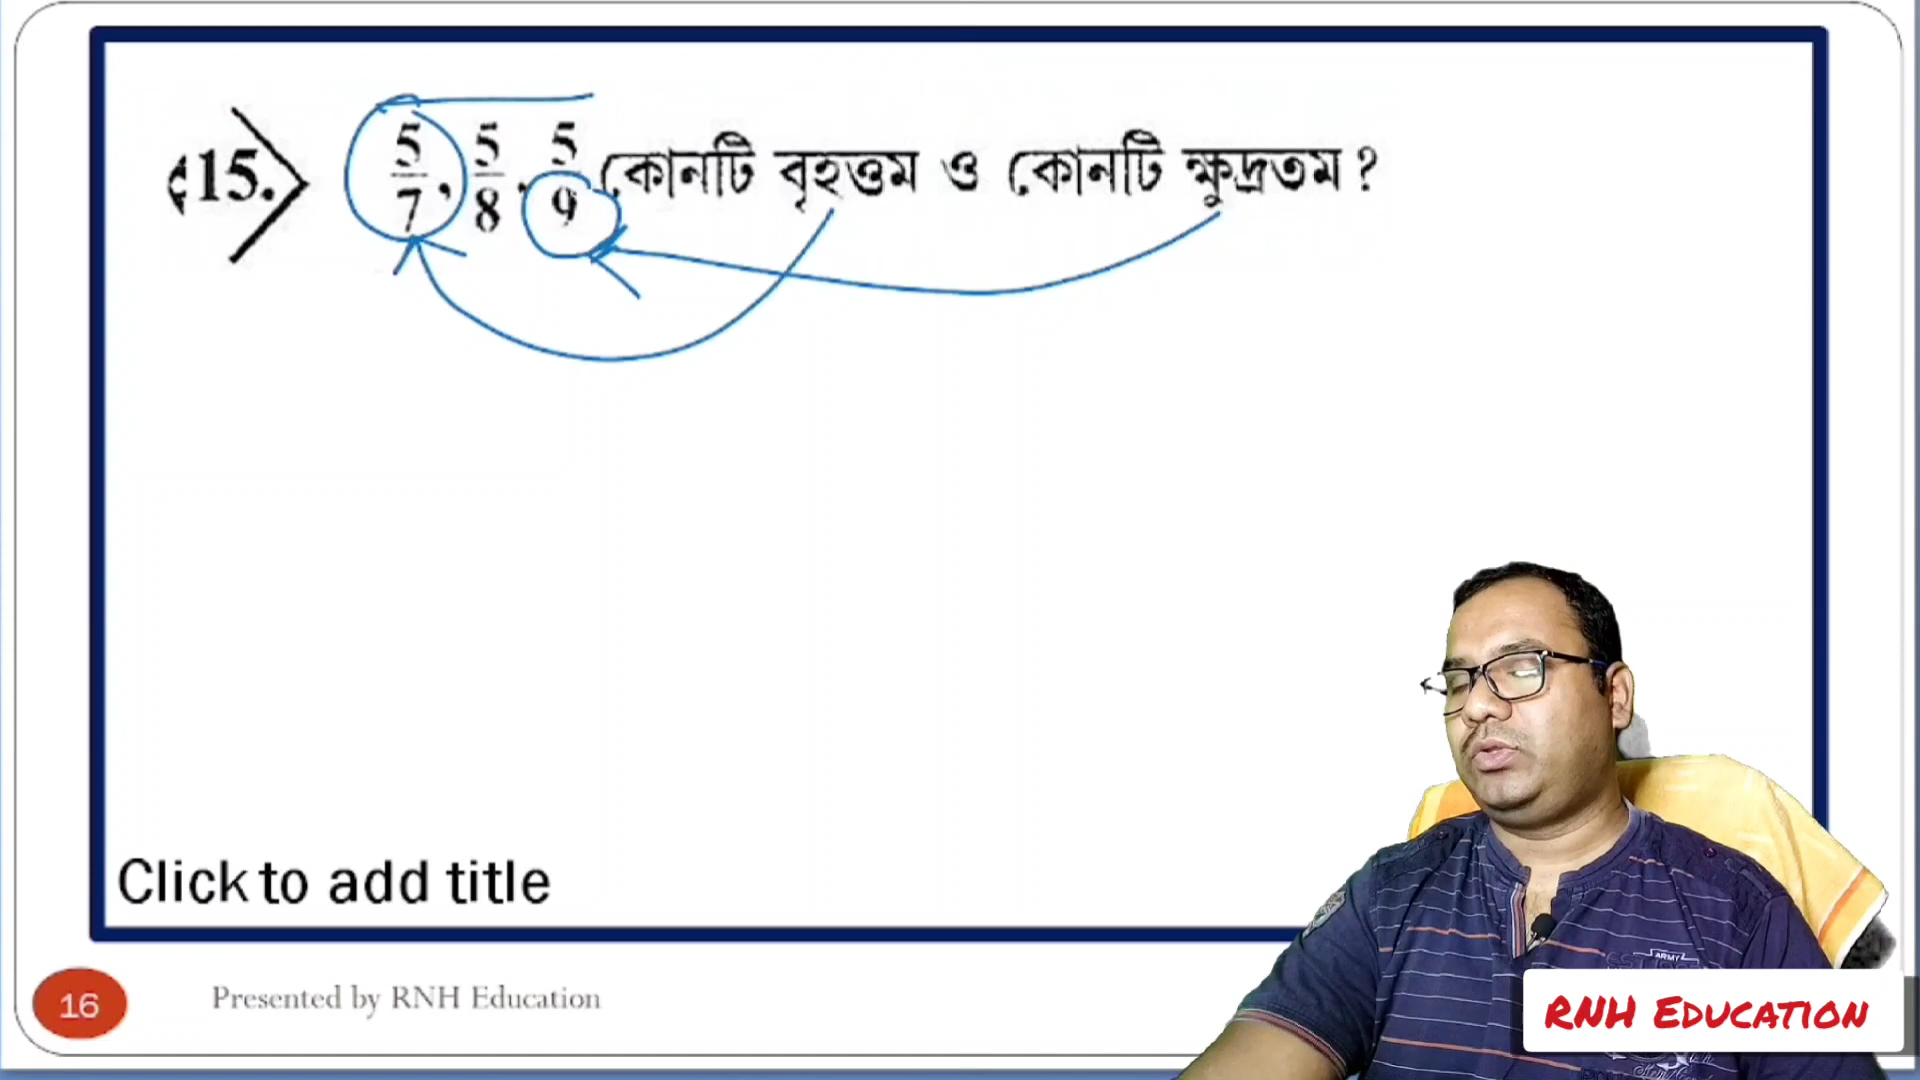 15. 5/7, 5/8, 5/9 কোনটি বৃহত্তম ও কোনটি ক্ষুদ্রতম ?
Click to add title
16
Presented by RNH Education
ARMY
RNH EDUCATION